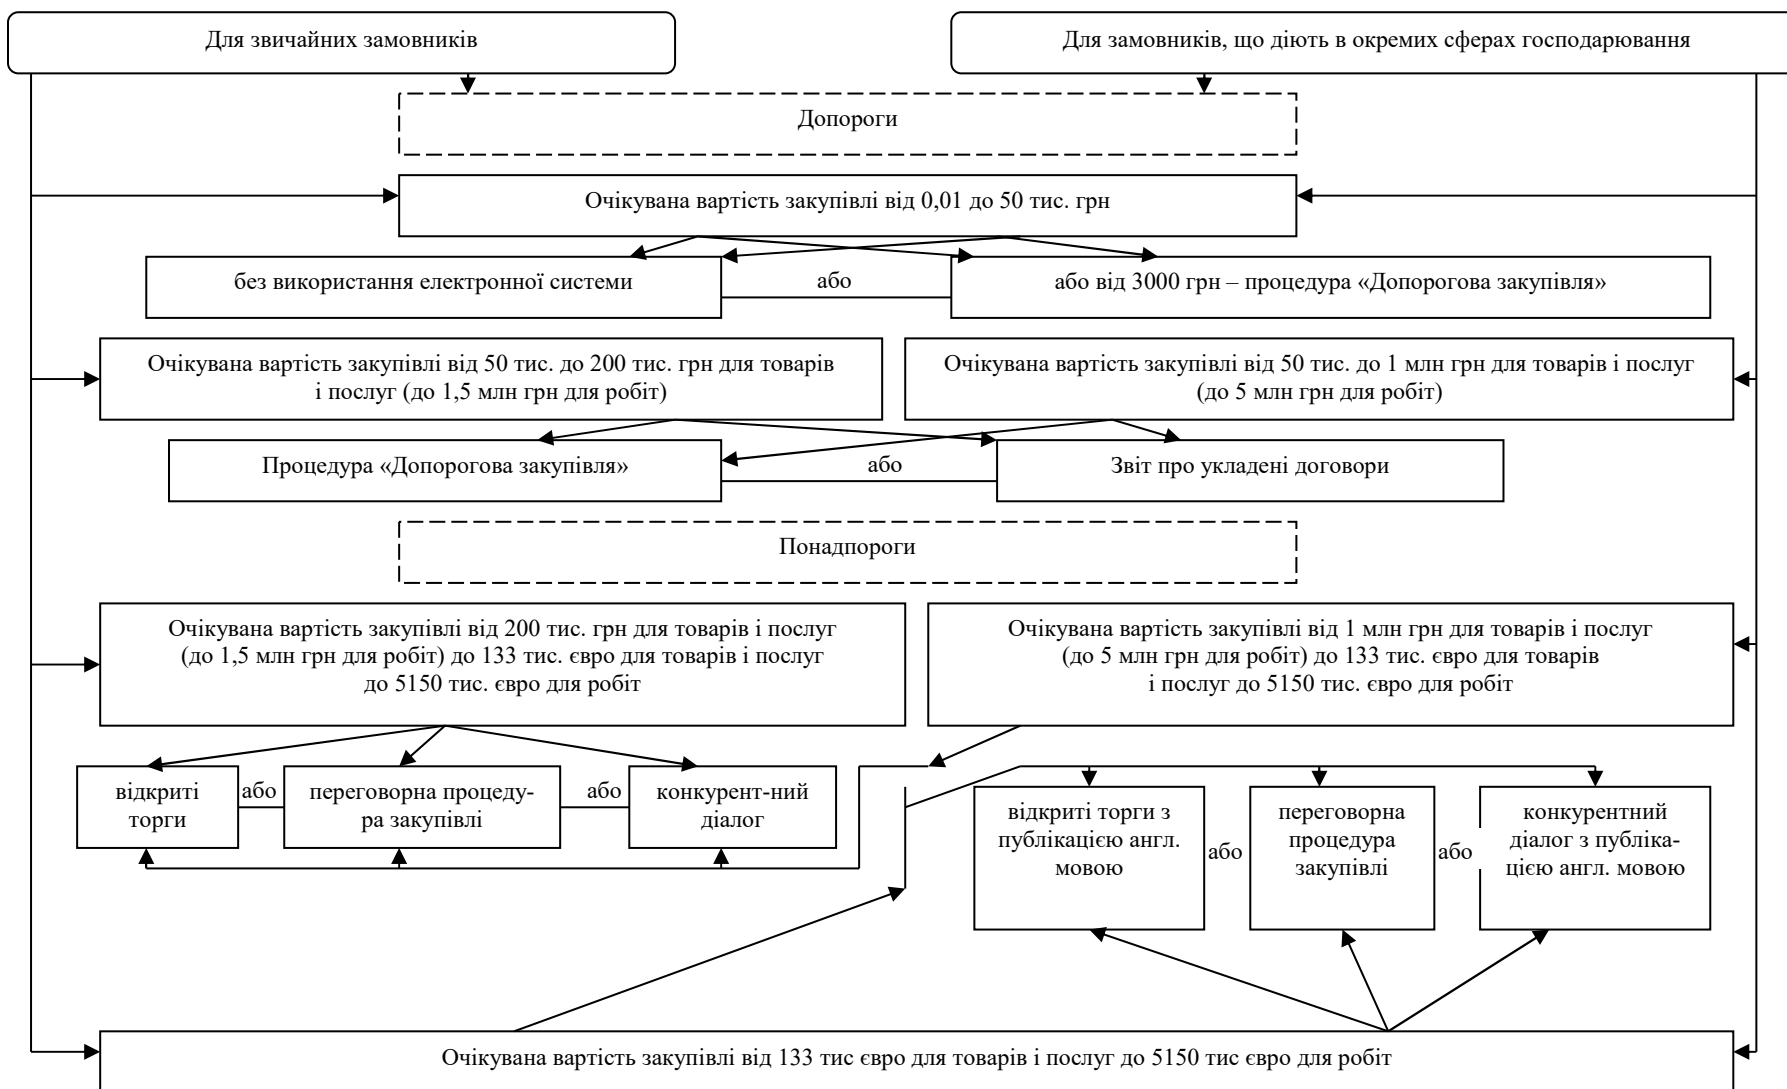 Для звичайних замовників
Для замовників, що діють в окремих сферах господарювання
Допороги
Очікувана вартість закупівлі від 0,01 до 50 тис. грн
без використання електронної системи
або
або від 3000 грн – процедура «Допорогова закупівля»
Очікувана вартість закупівлі від 50 тис. до 200 тис. грн для товарів
і послуг (до 1,5 млн грн для робіт)
Очікувана вартість закупівлі від 50 тис. до 1 млн грн для товарів і послуг
(до 5 млн грн для робіт)
Процедура «Допорогова закупівля»
або
Звіт про укладені договори
Понадпороги
Очікувана вартість закупівлі від 200 тис. грн для товарів і послуг
(до 1,5 млн грн для робіт) до 133 тис. євро для товарів і послуг
до 5150 тис. євро для робіт
Очікувана вартість закупівлі від 1 млн грн для товарів і послуг
(до 5 млн грн для робіт) до 133 тис. євро для товарів
і послуг до 5150 тис. євро для робіт
відкриті
торги
або
переговорна процеду-
ра закупівлі
або
конкурент-ний
діалог
відкриті торги з
публікацією англ.
мовою
або
переговорна
процедура
закупівлі
або
конкурентний
діалог з публіка-
цією англ. мовою
Очікувана вартість закупівлі від 133 тис євро для товарів і послуг до 5150 тис євро для робіт